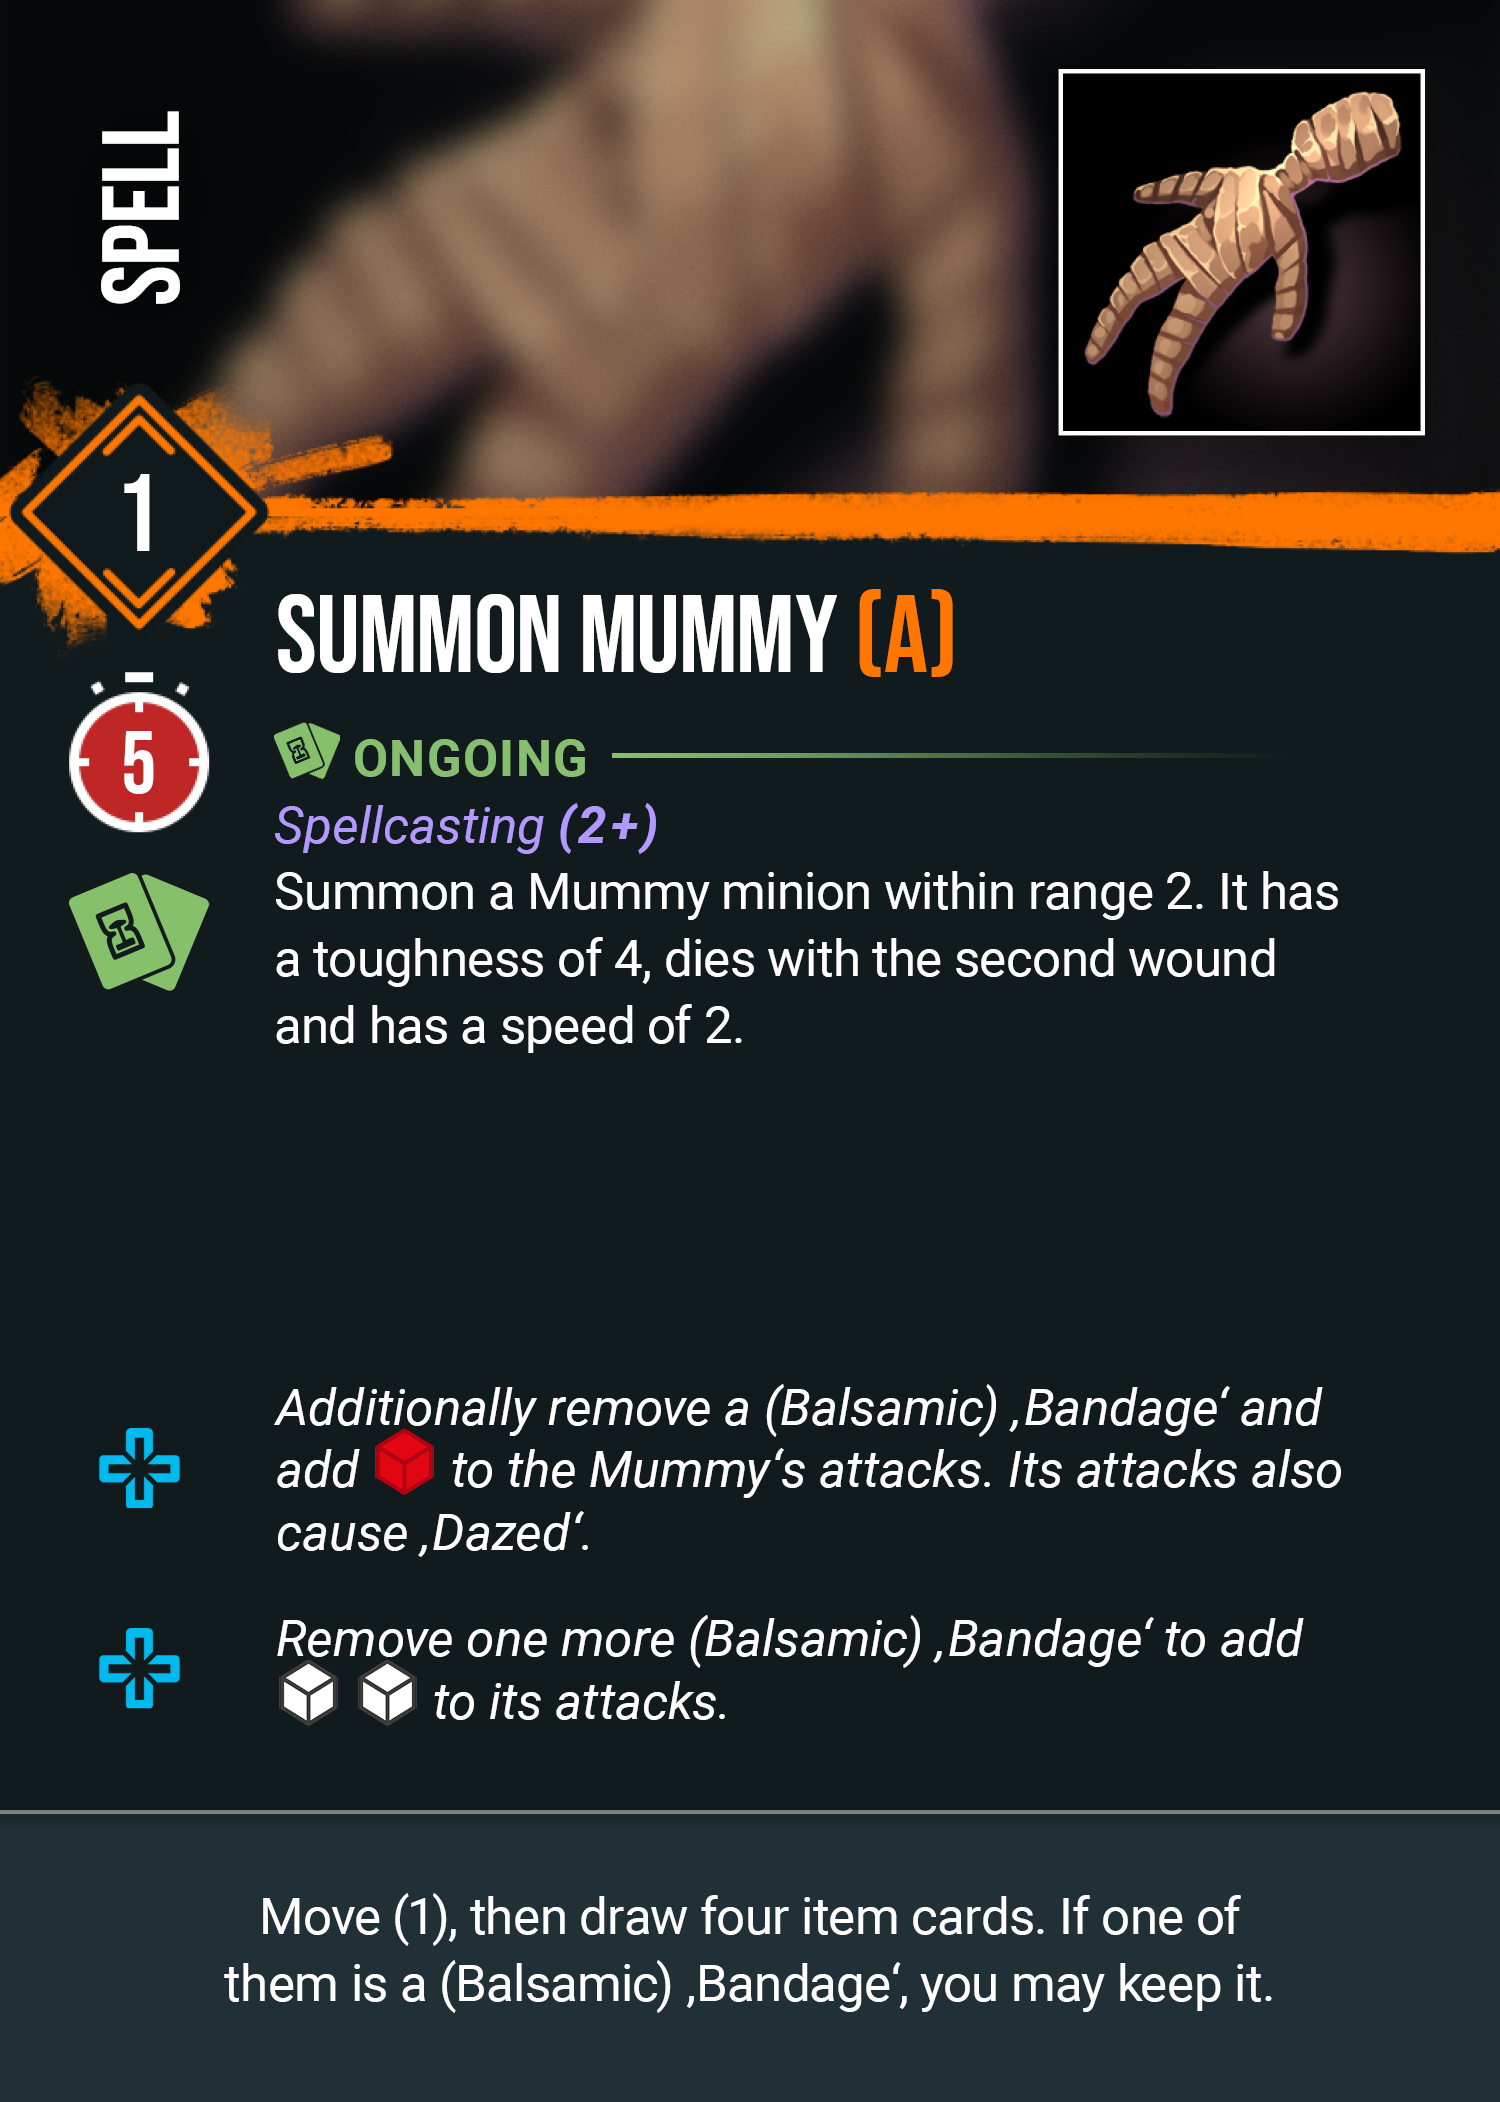 SPELL
1
SUMMON MUMMY (A)
5
ONGOING
Spellcasting (2+)
Summon a Mummy minion within range 2. It has
a toughness of 4, dies with the second wound
and has a speed of 2.
Additionally remove a (Balsamic) ‚Bandage‘ and
add to the Mummy‘s attacks. Its attacks also
cause ‚Dazed‘.
Remove one more (Balsamic) ‚Bandage‘ to add
to its attacks.
Move (1), then draw four item cards. If one of
them is a (Balsamic) ‚Bandage‘, you may keep it.